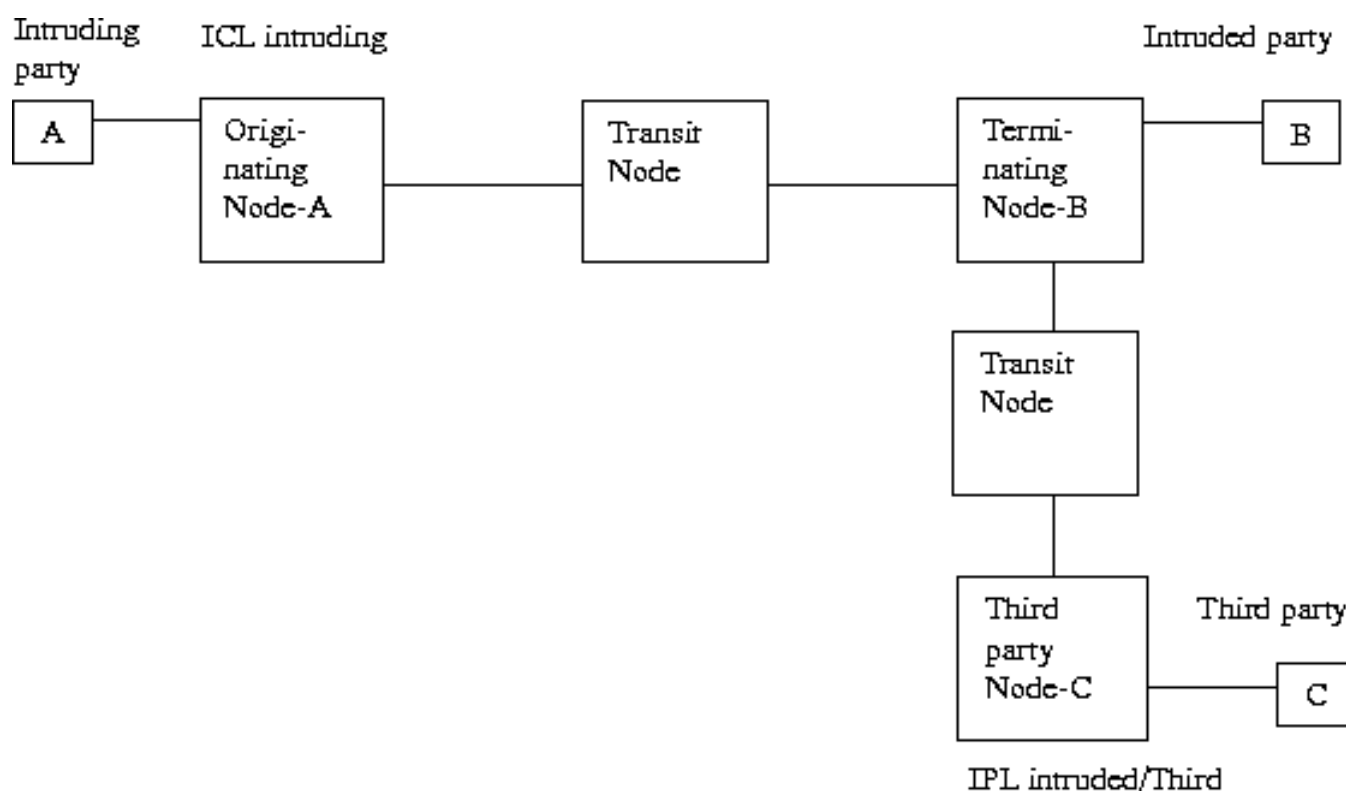 Intruding
party
ICL intruding
Intruded party
A
Origi-
nating
Node-A
Transit
Node
Termi-
nating
Node-B
B
Transit
Node
Third
party
Node-C
Third party
C
IPL intruded/Third